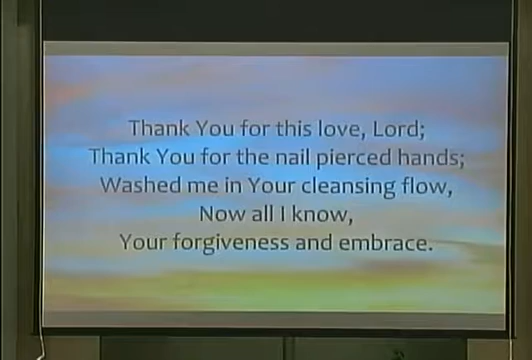 Thank You for this love, Lord;
Thank You for the nail pierced hands;
Washed me in Your cleansing flow,
Now all I know,
Your forgiveness and embrace.